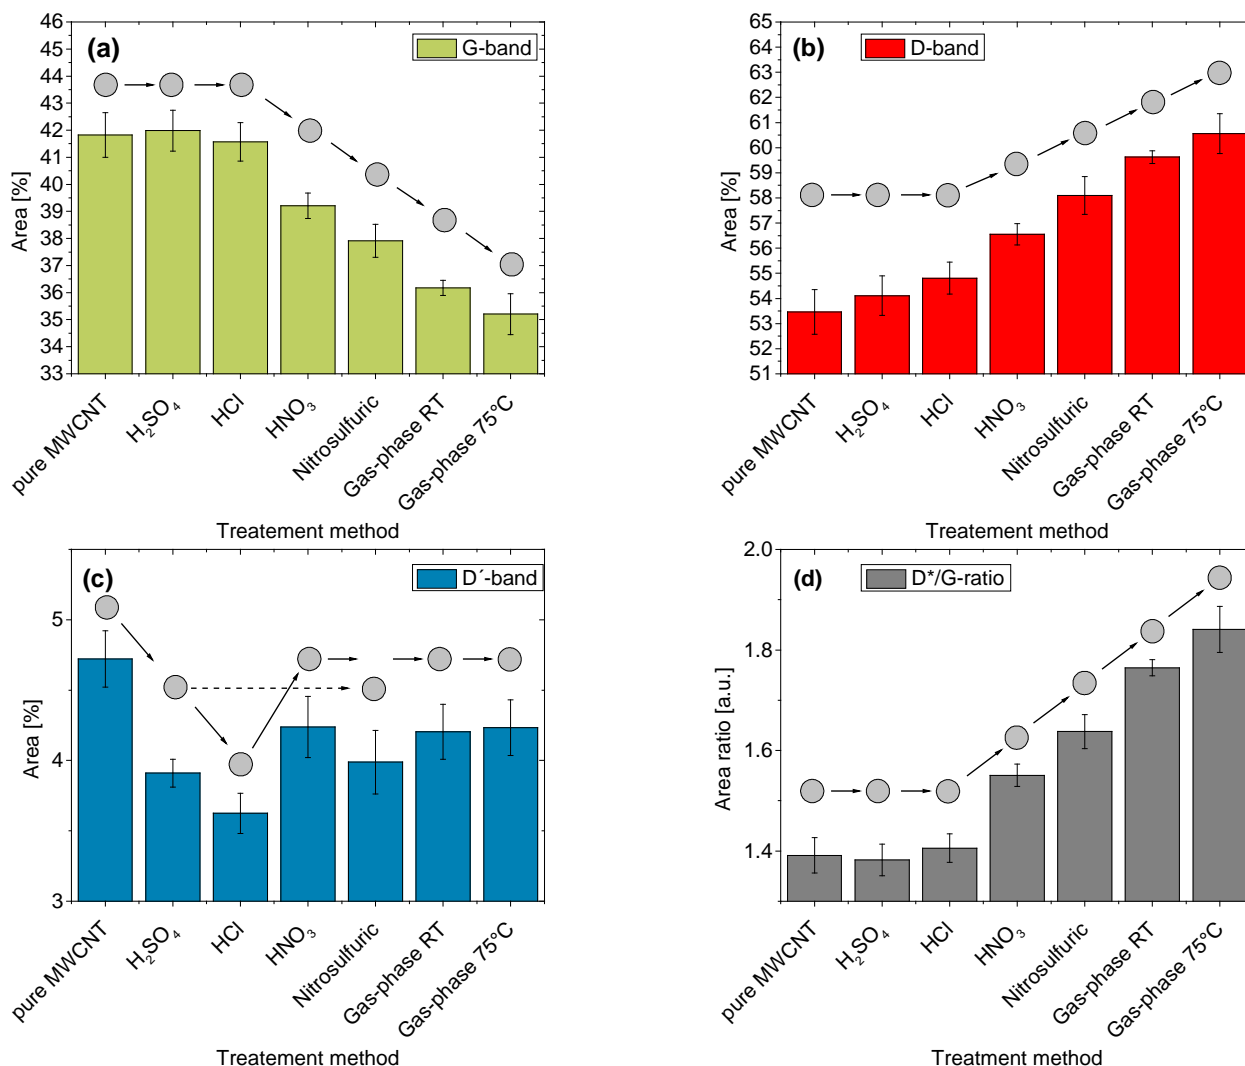 (a)
G-band
Area [%]
46
45
44
43
42
41
40
39
38
37
36
35
34
33
pure MWCNT
H₂SO₄
HCl
HNO₃
Nitrosulfuric
Gas-phase RT
Gas-phase 75°C
Treatement method
(b)
D-band
Area [%]
65
63
62
61
60
58
57
56
54
53
52
51
pure MWCNT
H₂SO₄
HCl
HNO₃
Nitrosulfuric
Gas-phase RT
Gas-phase 75°C
Treatement method
(c)
D´-band
Area [%]
5
4
3
pure MWCNT
H₂SO₄
HCl
HNO₃
Nitrosulfuric
Gas-phase RT
Gas-phase 75°C
Treatement method
(d)
D*/G-ratio
Area ratio [a.u.]
2.0
1.8
1.6
1.4
pure MWCNT
H₂SO₄
HCl
HNO₃
Nitrosulfuric
Gas-phase RT
Gas-phase 75°C
Treatment method